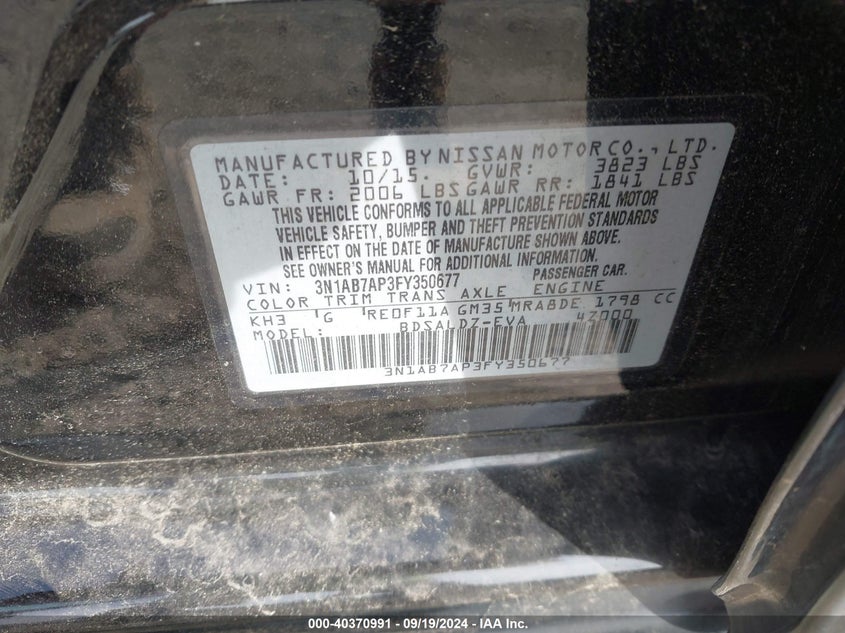 MANUFACTURED BY NISSAN MOTOR CO., LTD.
DATE: 10/15. GVWR: 3823 LBS
GAWR FR: 2006 LBS GAWR RR: 1841 LBS
THIS VEHICLE CONFORMS TO ALL APPLICABLE FEDERAL MOTOR
VEHICLE SAFETY, BUMPER AND THEFT PREVENTION STANDARDS
IN EFFECT ON THE DATE OF MANUFACTURE SHOWN ABOVE.
SEE OWNER'S MANUAL FOR ADDITIONAL INFORMATION.
VIN: 3N1AB7AP3FY350677 PASSENGER CAR.
COLOR TRIM TRANS AXLE ENGINE
KH3 G RE0F11A GM35 MRA8DE 1798 CC
MODEL: BDSALDZ-EVA 4Z000
3N1AB7AP3FY350677
000-40370991 - 09/19/2024 - IAA Inc.